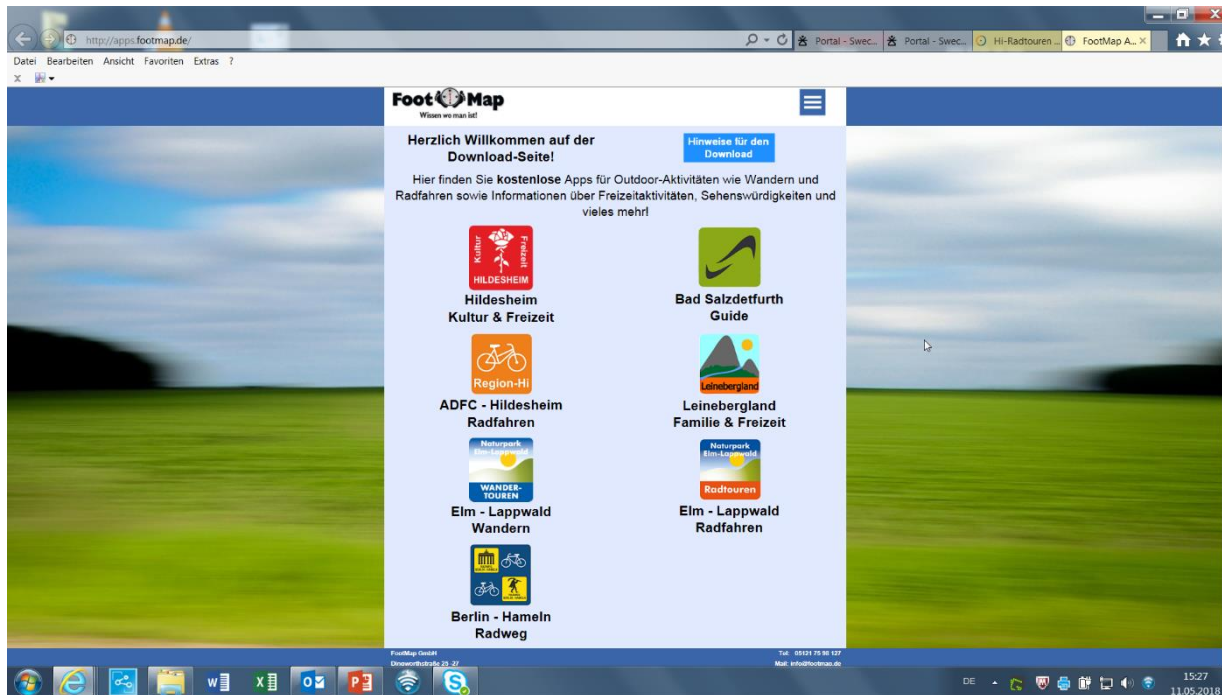 http://apps.footmap.de/
Portal - Swec...
Portal - Swec...
Hi-Radtouren ...
FootMap A...
Datei Bearbeiten Ansicht Favoriten Extras ?
x
Foot Map
Wissen wo man ist!
Herzlich Willkommen auf der
Download-Seite!
Hinweise für den
Download
Hier finden Sie kostenlose Apps für Outdoor-Aktivitäten wie Wandern und
Radfahren sowie Informationen über Freizeitaktivitäten, Sehenswürdigkeiten und
vieles mehr!
Kultur
Freizeit
HILDESHEIM
Hildesheim
Kultur & Freizeit
Bad Salzdetfurth
Guide
Region-Hi
ADFC - Hildesheim
Radfahren
Leinebergland
Leinebergland
Familie & Freizeit
Naturpark
Elm-Lappwald
WANDER-
TOUREN
Elm - Lappwald
Wandern
Naturpark
Elm-Lappwald
Radtouren
Elm - Lappwald
Radfahren
Berlin - Hameln
Radweg
FootMap GmbH
Tel: 05121 75 98 127
Mail: info@footmap.de
DE
15:27
11.05.2018